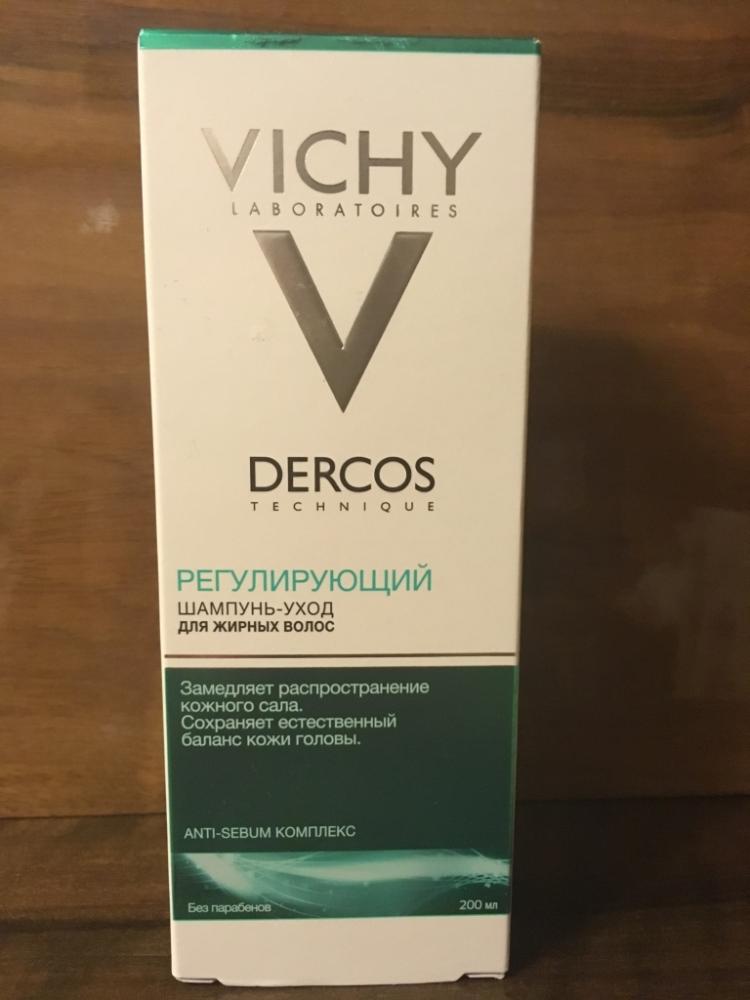 VICHY
LABORATOIRES
V
DERCOS
TECHNIQUE
РЕГУЛИРУЮЩИЙ
ШАМПУНЬ-УХОД
ДЛЯ ЖИРНЫХ ВОЛОС
Замедляет распространение
кожного сала.
Сохраняет естественный
баланс кожи головы.
ANTI-SEBUM КОМПЛЕКС
Без парабенов 200 мл